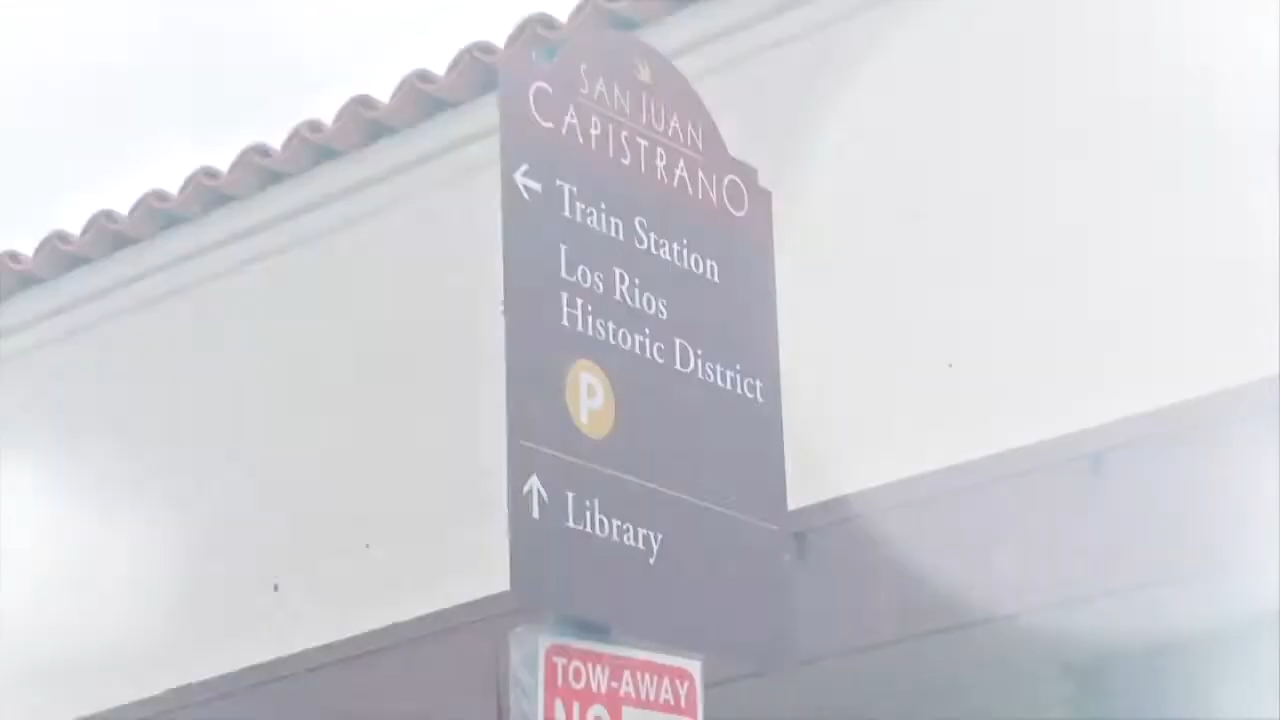 SAN JUAN
CAPISTRANO
← Train Station
Los Rios
Historic District
P
↑ Library
TOW-AWAY
NO